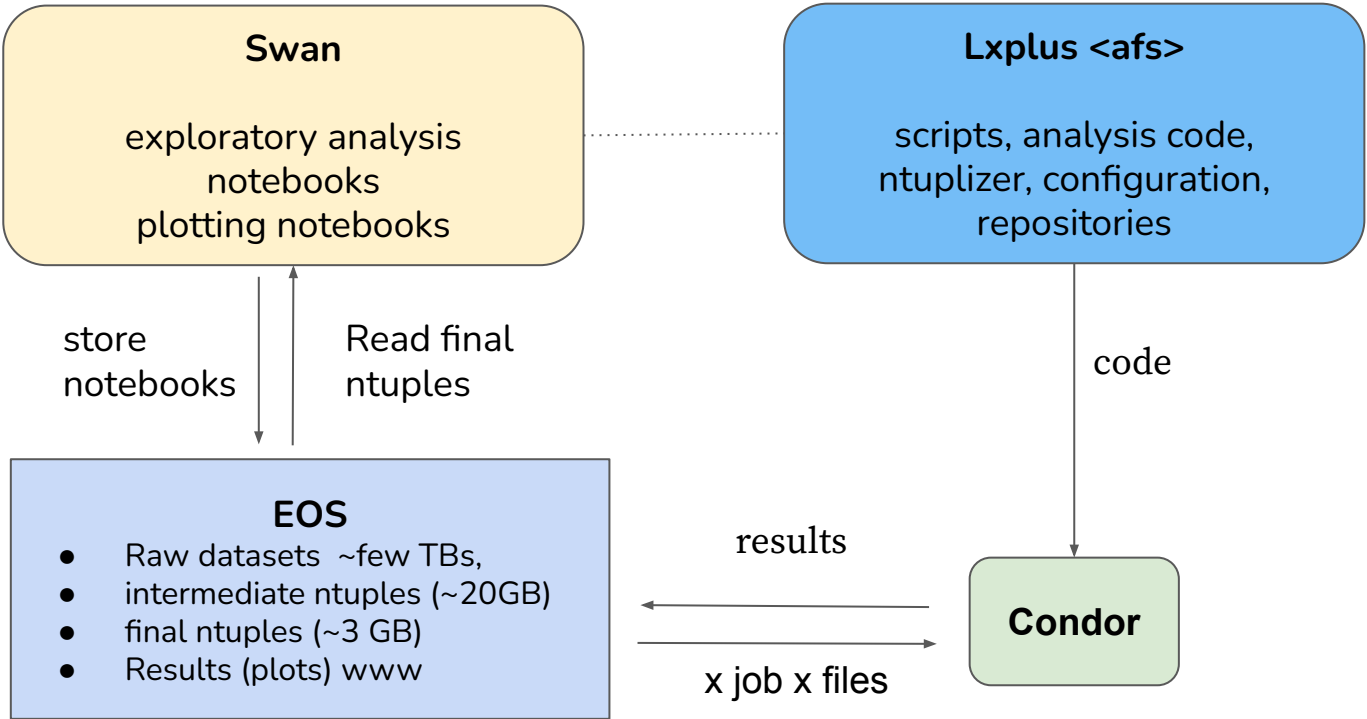 Swan
exploratory analysis
notebooks
plotting notebooks
Lxplus <afs>
scripts, analysis code,
ntuplizer, configuration,
repositories
store
notebooks
Read final
ntuples
code
EOS
● Raw datasets ~few TBs,
● intermediate ntuples (~20GB)
● final ntuples (~3 GB)
● Results (plots) www
results
x job x files
Condor